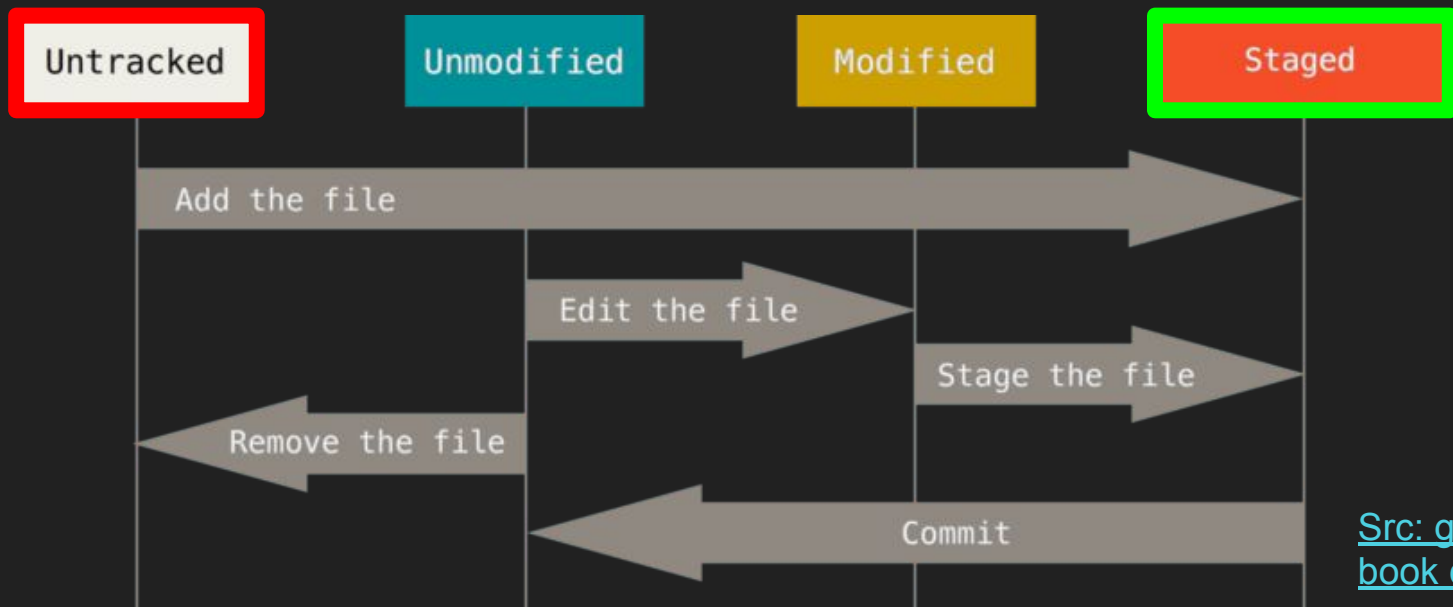 Untracked
Unmodified
Modified
Staged
Add the file
Edit the file
Stage the file
Remove the file
Commit
Src:
book